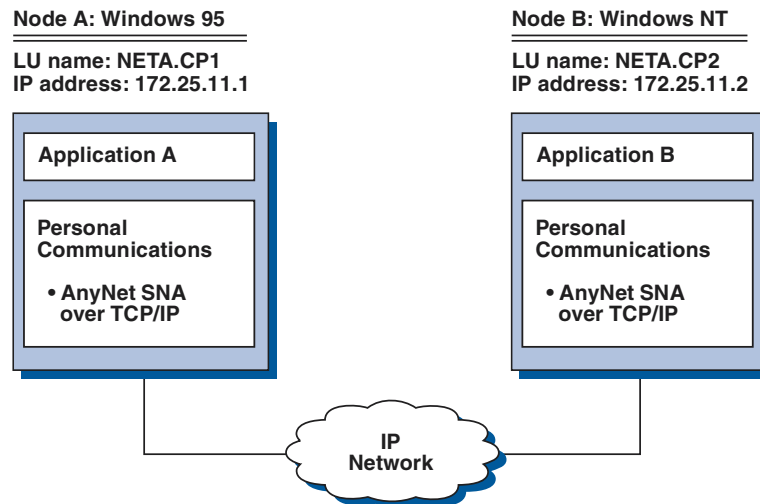 Node A: Windows 95
LU name: NETA.CP1
IP address: 172.25.11.1
Application A
Personal
Communications
• AnyNet SNA
over TCP/IP
Node B: Windows NT
LU name: NETA.CP2
IP address: 172.25.11.2
Application B
Personal
Communications
• AnyNet SNA
over TCP/IP
IP
Network